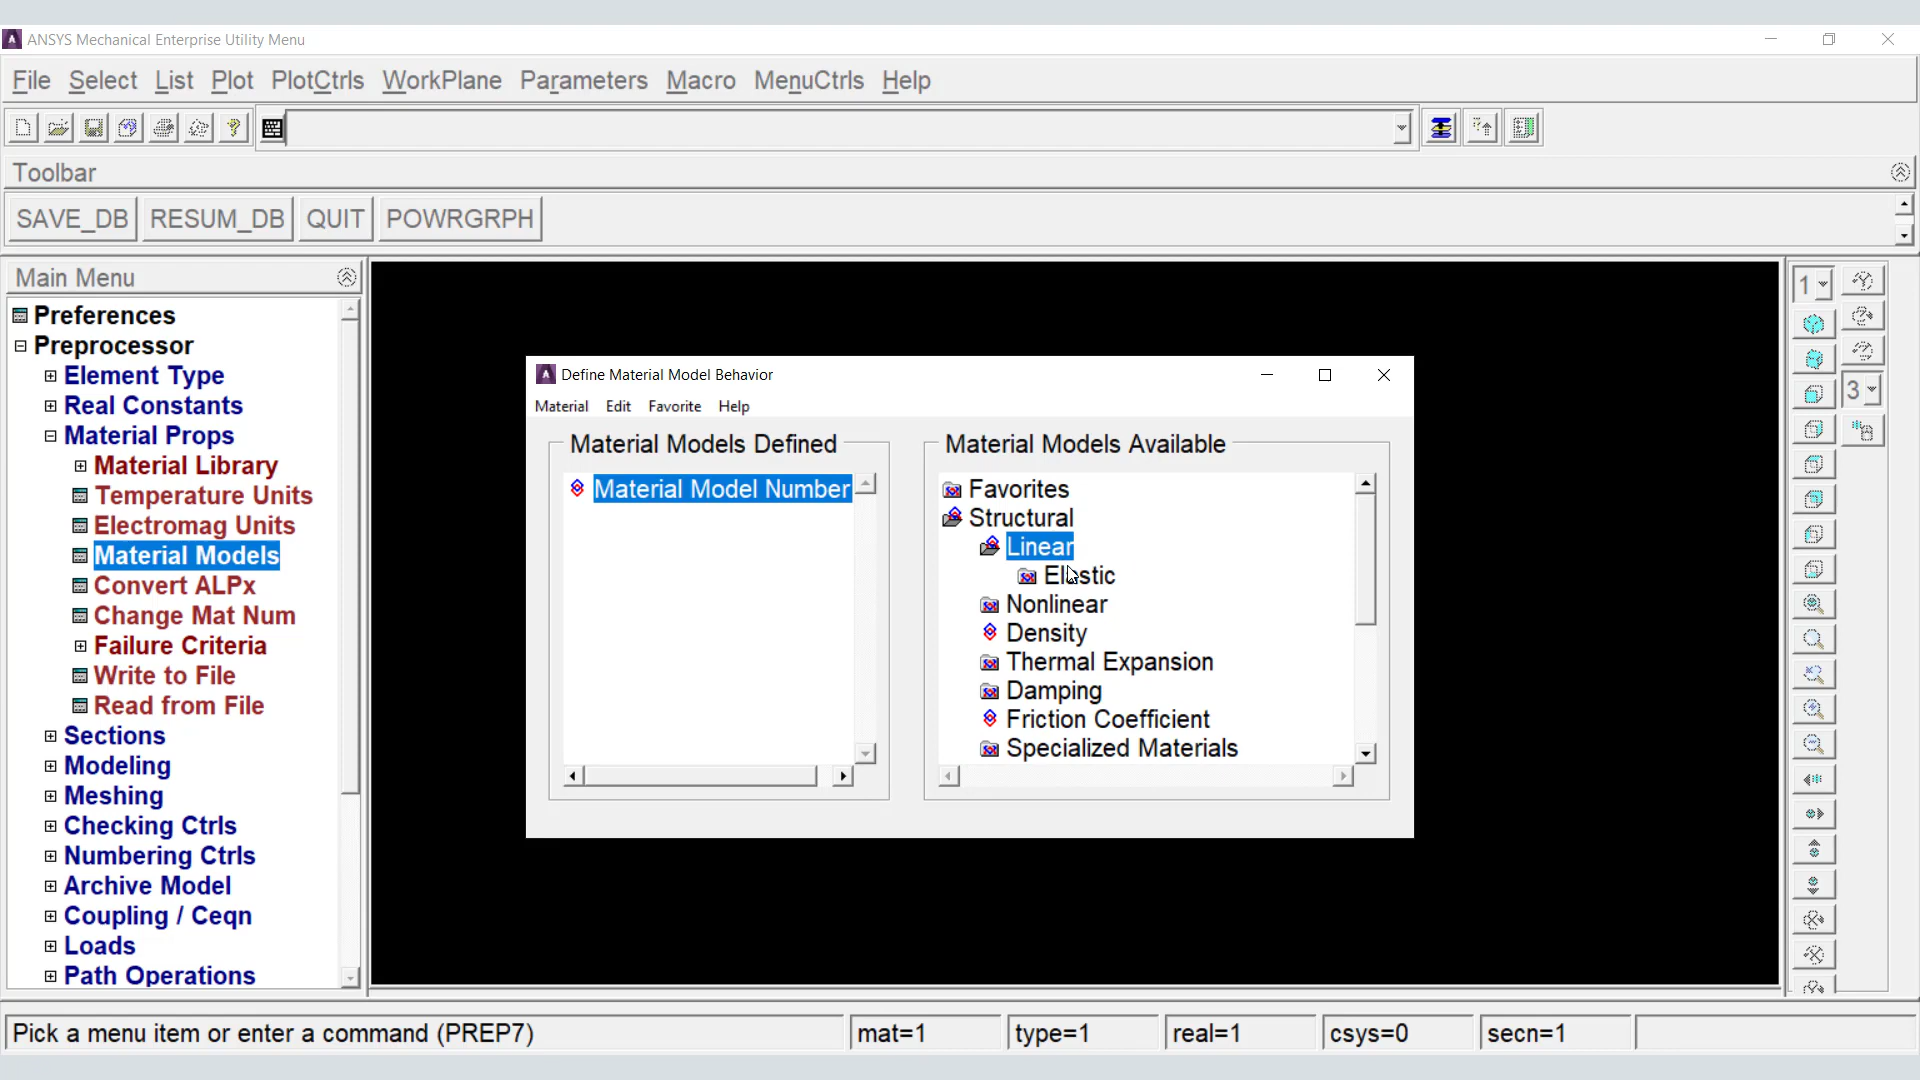 ANSYS Mechanical Enterprise Utility Menu
File Select List Plot PlotCtrls WorkPlane Parameters Macro MenuCtrls Help
Toolbar
SAVE_DB RESUM_DB QUIT POWRGRPH
Main Menu
Preferences
Preprocessor
Element Type
Real Constants
Material Props
Material Library
Temperature Units
Electromag Units
Material Models
Convert ALPx
Change Mat Num
Failure Criteria
Write to File
Read from File
Sections
Modeling
Meshing
Checking Ctrls
Numbering Ctrls
Archive Model
Coupling / Ceqn
Loads
Path Operations
Define Material Model Behavior
Material Edit Favorite Help
Material Models Defined
Material Model Number
Material Models Available
Favorites
Structural
Linear
Elastic
Nonlinear
Density
Thermal Expansion
Damping
Friction Coefficient
Specialized Materials
1
3
Pick a menu item or enter a command (PREP7) mat=1 type=1 real=1 csys=0 secn=1